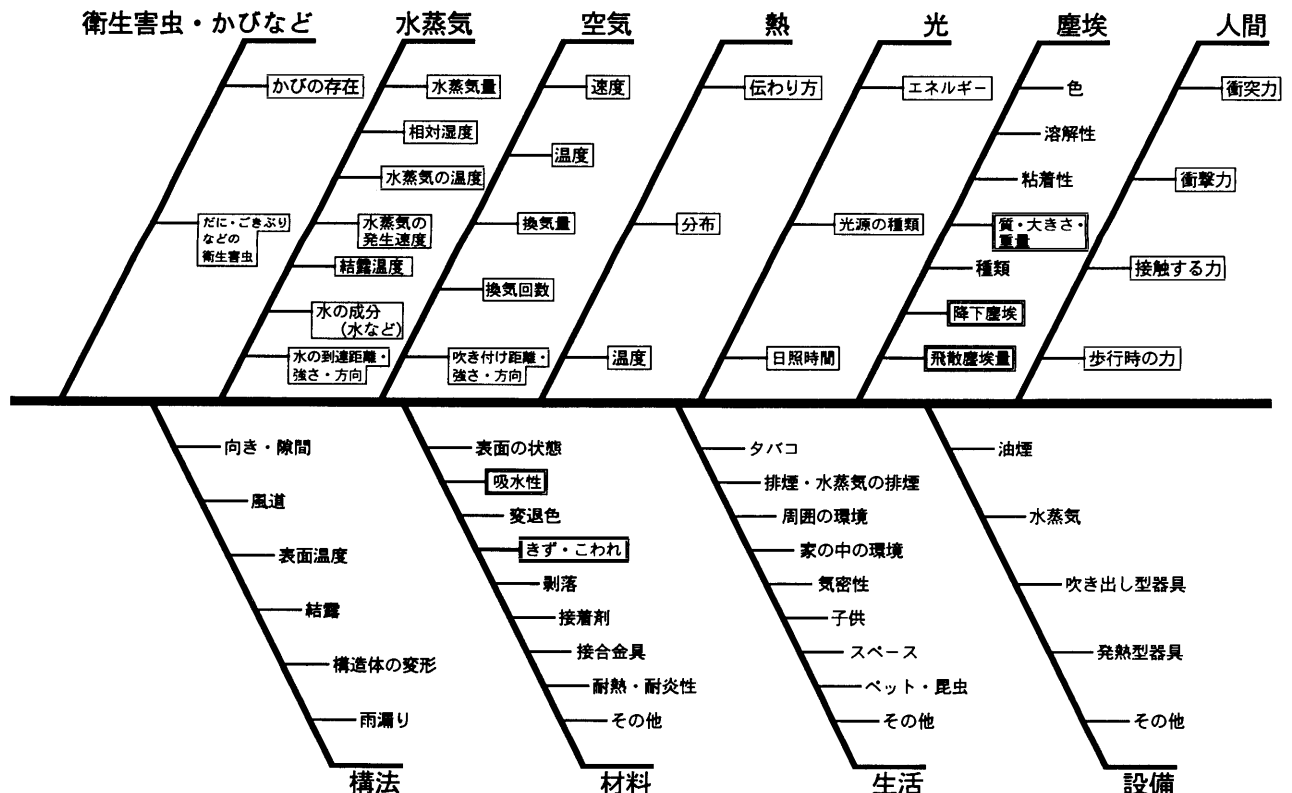 衛生害虫・かびなど
かびの存在
だに・ごきぶり
などの
衛生害虫
水蒸気
水蒸気量
相対湿度
水蒸気の温度
水蒸気の
発生速度
結露温度
水の成分
(水など)
水の到達距離・
強さ・方向
空気
速度
温度
換気量
換気回数
吹き付け距離・
強さ・方向
熱
伝わり方
分布
温度
光
エネルギー
光源の種類
日照時間
塵埃
色
溶解性
粘着性
質・大きさ・
重量
種類
降下塵埃
飛散塵埃量
人間
衝突力
衝撃力
接触する力
歩行時の力
向き・隙間
風道
表面温度
結露
構造体の変形
雨漏り
構法
表面の状態
吸水性
変退色
きず・こわれ
剥落
接着剤
接合金具
耐熱・耐炎性
その他
材料
タバコ
排煙・水蒸気の排煙
周囲の環境
家の中の環境
気密性
子供
スペース
ペット・昆虫
その他
生活
油煙
水蒸気
吹き出し型器具
発熱型器具
その他
設備